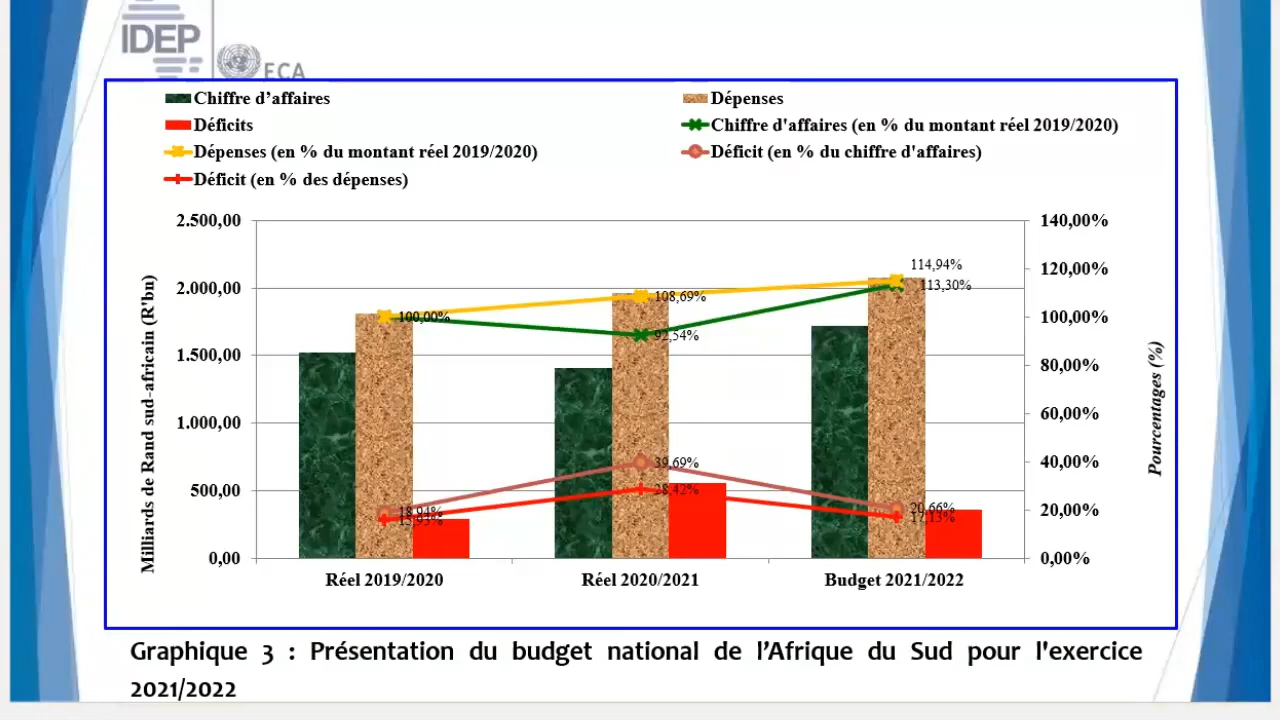 IDEP
ECA
Chiffre d’affaires
Dépenses
Déficits
Chiffre d'affaires (en % du montant réel 2019/2020)
Dépenses (en % du montant réel 2019/2020)
Déficit (en % du chiffre d'affaires)
Déficit (en % des dépenses)
2.500,00
2.000,00
1.500,00
1.000,00
500,00
0,00
Milliards de Rand sud-africain (R'bn)
140,00%
120,00%
100,00%
80,00%
60,00%
40,00%
20,00%
0,00%
Pourcentages (%)
114,94%
113,30%
108,69%
100,00%
92,54%
39,69%
28,42%
18,94%
15,93%
20,66%
17,13%
Réel 2019/2020
Réel 2020/2021
Budget 2021/2022
Graphique 3 : Présentation du budget national de l’Afrique du Sud pour l'exercice
2021/2022